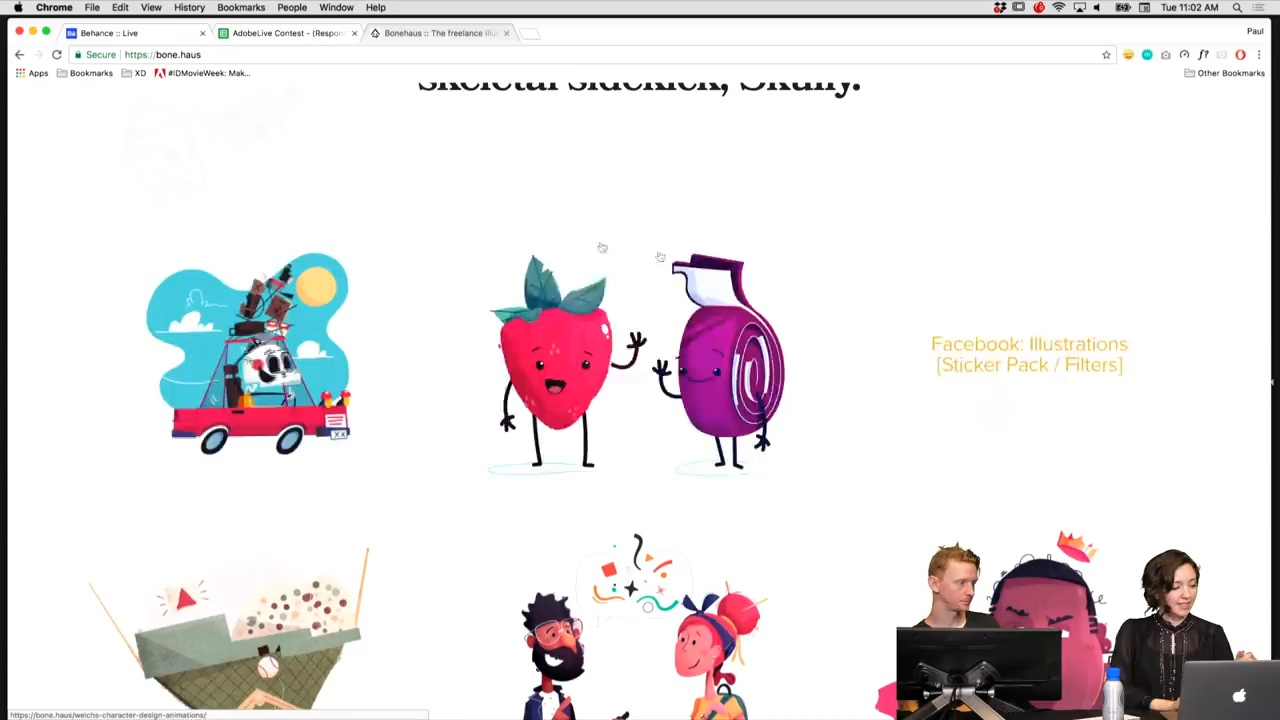 Chrome File Edit View History Bookmarks People Window Help Tue 11:02 AM
Behance :: Live
AdobeLive Contest - (Respon
Bonehaus :: The freelance illu
Paul
Secure https://bone.haus
Apps Bookmarks XD #IDMovieWeek: Mak... Other Bookmarks
skeletal sidekick, Skully.
Facebook: Illustrations
[Sticker Pack / Filters]
https://bone.haus/welchs-character-design-animations/